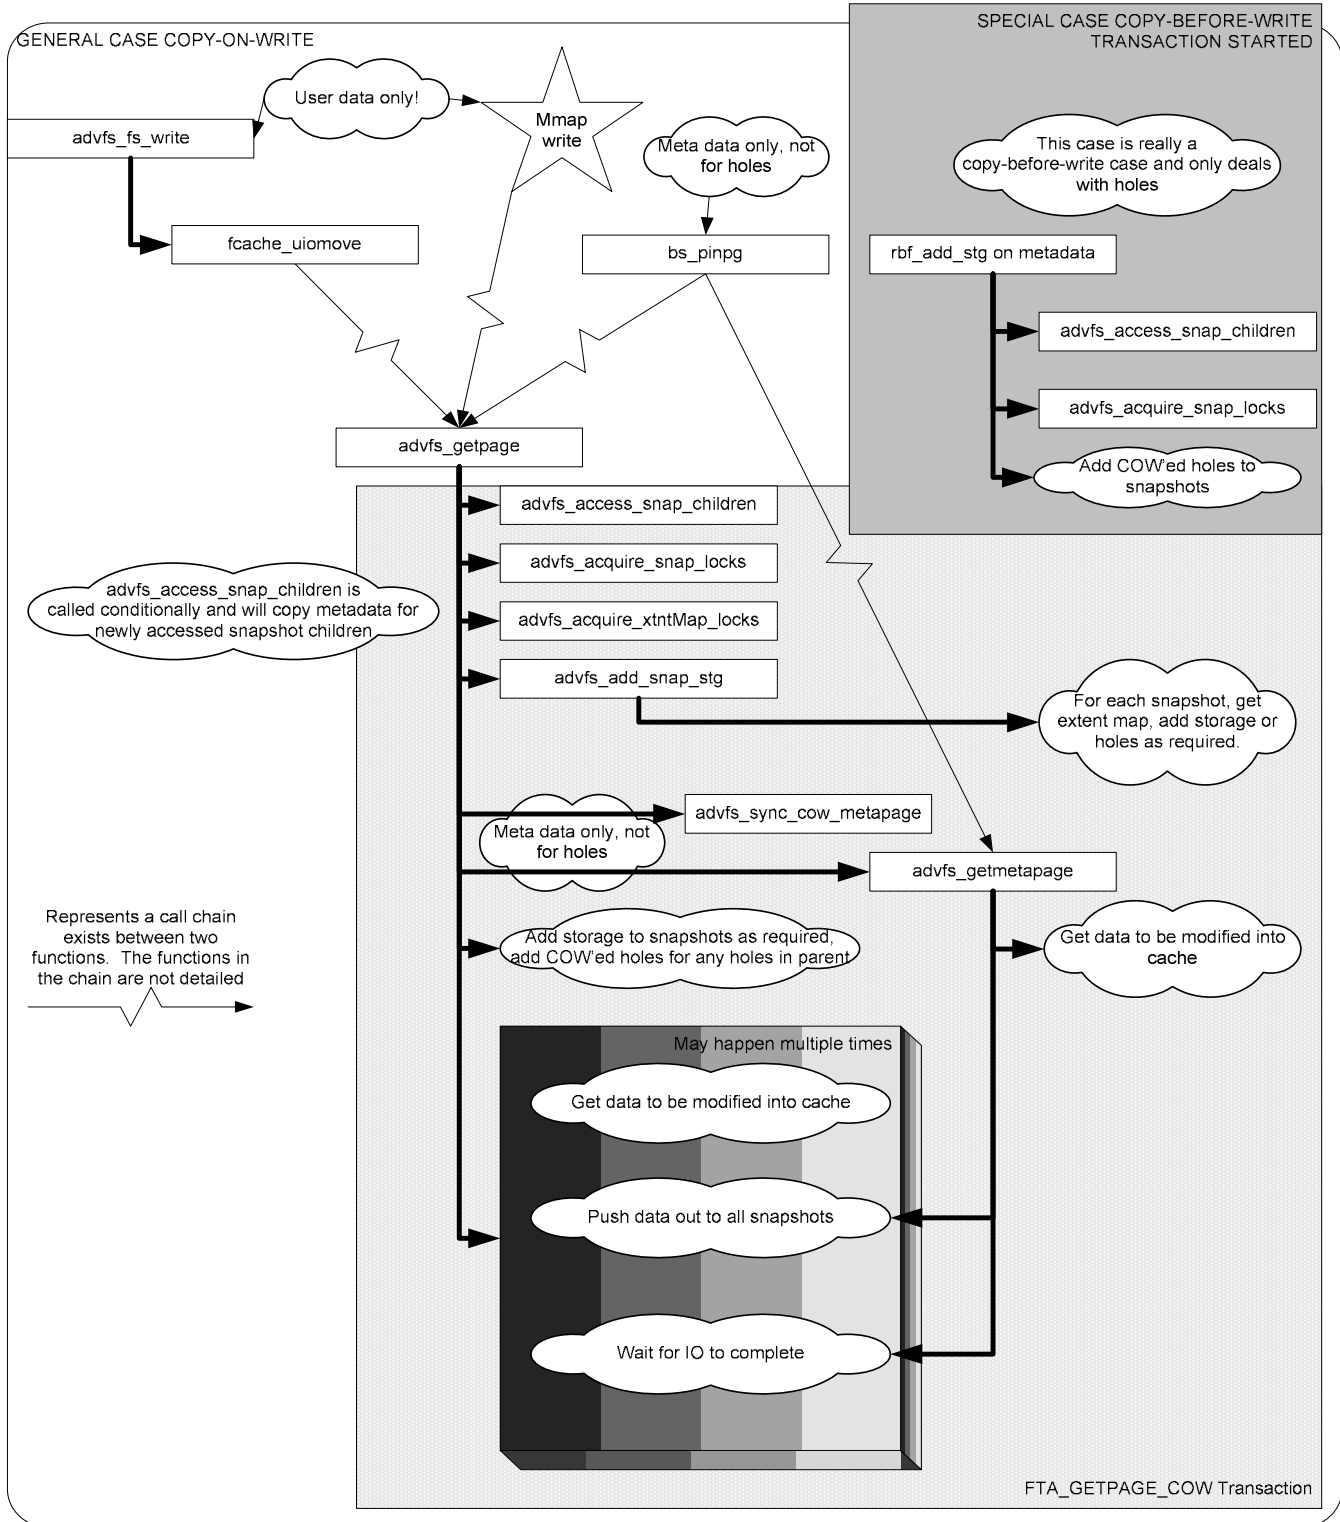 GENERAL CASE COPY-ON-WRITE
SPECIAL CASE COPY-BEFORE-WRITE
TRANSACTION STARTED
User data only!
advfs_fs_write
Mmap
write
Meta data only, not
for holes
This case is really a
copy-before-write case and only deals
with holes
fcache_uiomove
bs_pinpg
rbf_add_stg on metadata
advfs_access_snap_children
advfs_acquire_snap_locks
Add COW'ed holes to
snapshots
advfs_getpage
advfs_access_snap_children
advfs_acquire_snap_locks
advfs_access_snap_children is
called conditionally and will copy metadata for
newly accessed snapshot children
advfs_acquire_xtntMap_locks
advfs_add_snap_stg
For each snapshot, get
extent map, add storage or
holes as required.
advfs_sync_cow_metapage
Meta data only, not
for holes
advfs_getmetapage
Represents a call chain
exists between two
functions. The functions in
the chain are not detailed
Add storage to snapshots as required,
add COW'ed holes for any holes in parent
Get data to be modified into
cache
May happen multiple times
Get data to be modified into cache
Push data out to all snapshots
Wait for IO to complete
FTA_GETPAGE_COW Transaction